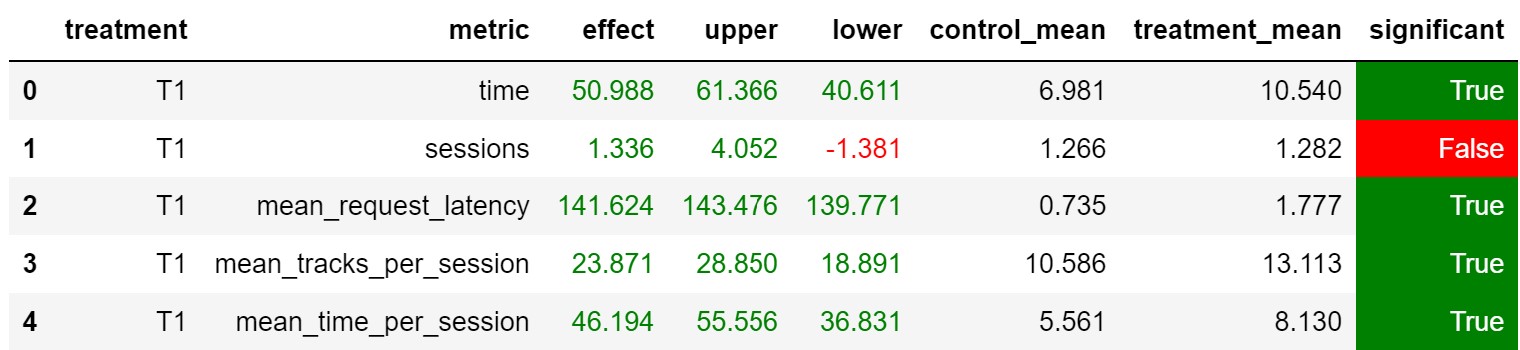 treatment metric effect upper lower control_mean treatment_mean significant
0 T1 time 50.988 61.366 40.611 6.981 10.540 True
1 T1 sessions 1.336 4.052 -1.381 1.266 1.282 False
2 T1 mean_request_latency 141.624 143.476 139.771 0.735 1.777 True
3 T1 mean_tracks_per_session 23.871 28.850 18.891 10.586 13.113 True
4 T1 mean_time_per_session 46.194 55.556 36.831 5.561 8.130 True